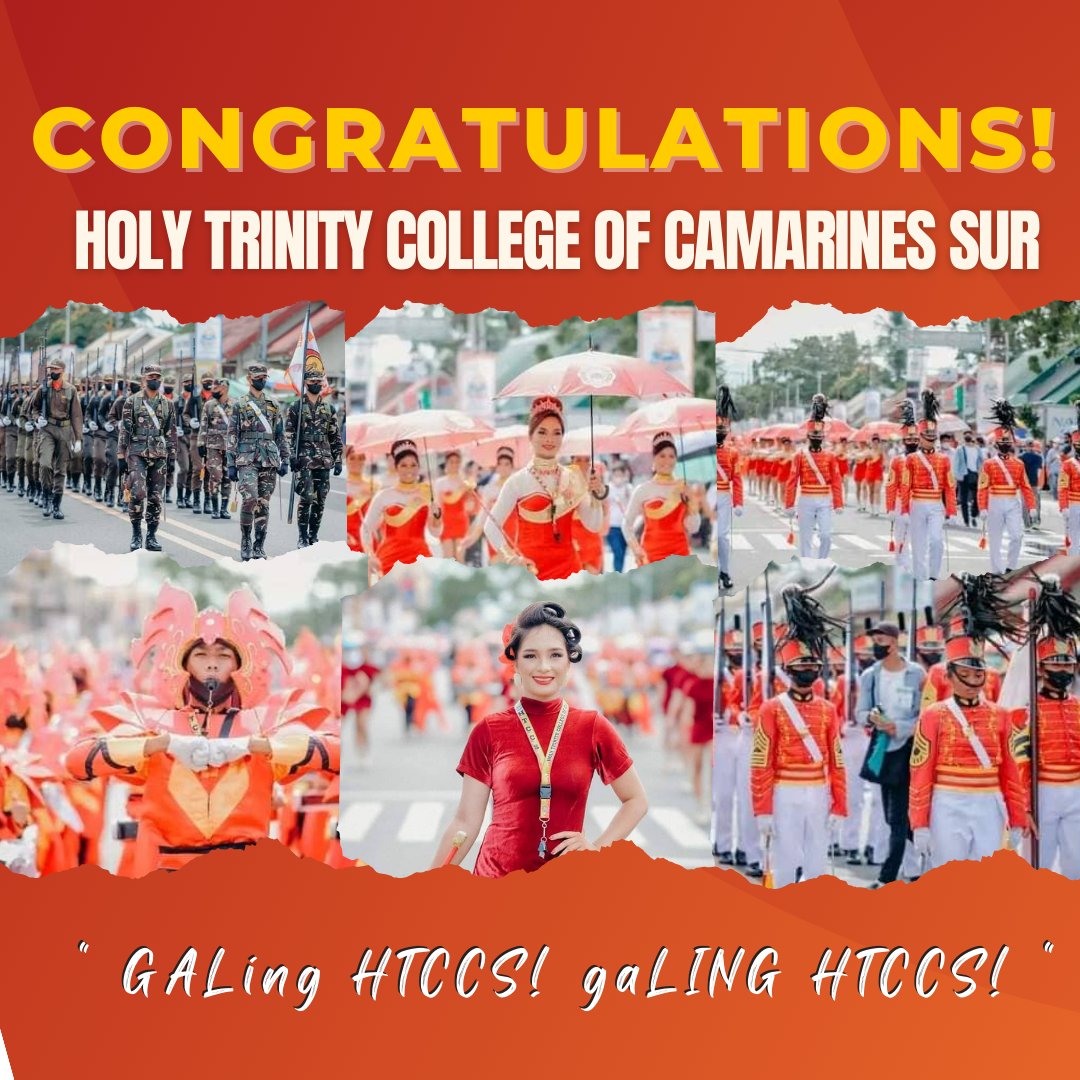 CONGRATULATIONS!
HOLY TRINITY COLLEGE OF CAMARINES SUR
" GALing HTCCS! gaLING HTCCS! "